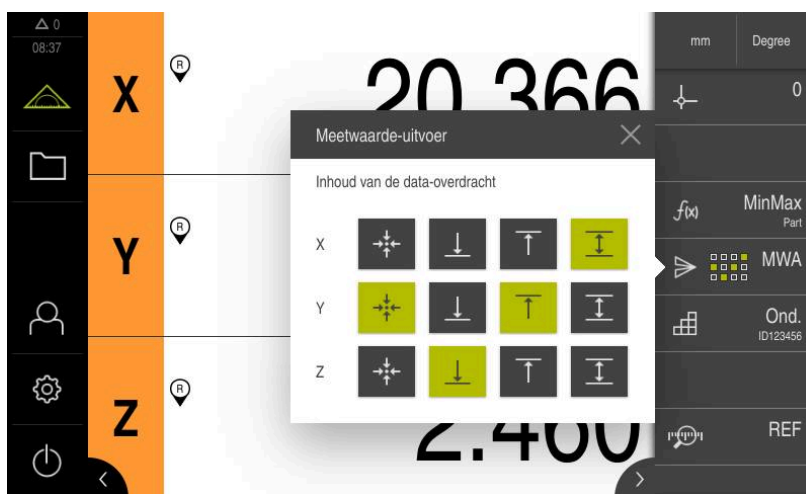 0
08:37
mm Degree
X R 20.366
0
Meetwaarde-uitvoer
Inhoud van de data-overdracht
X
Y
Z
f(x) MinMax
Part
Y R
MWA
Ond.
ID123456
Z R 2.460
REF